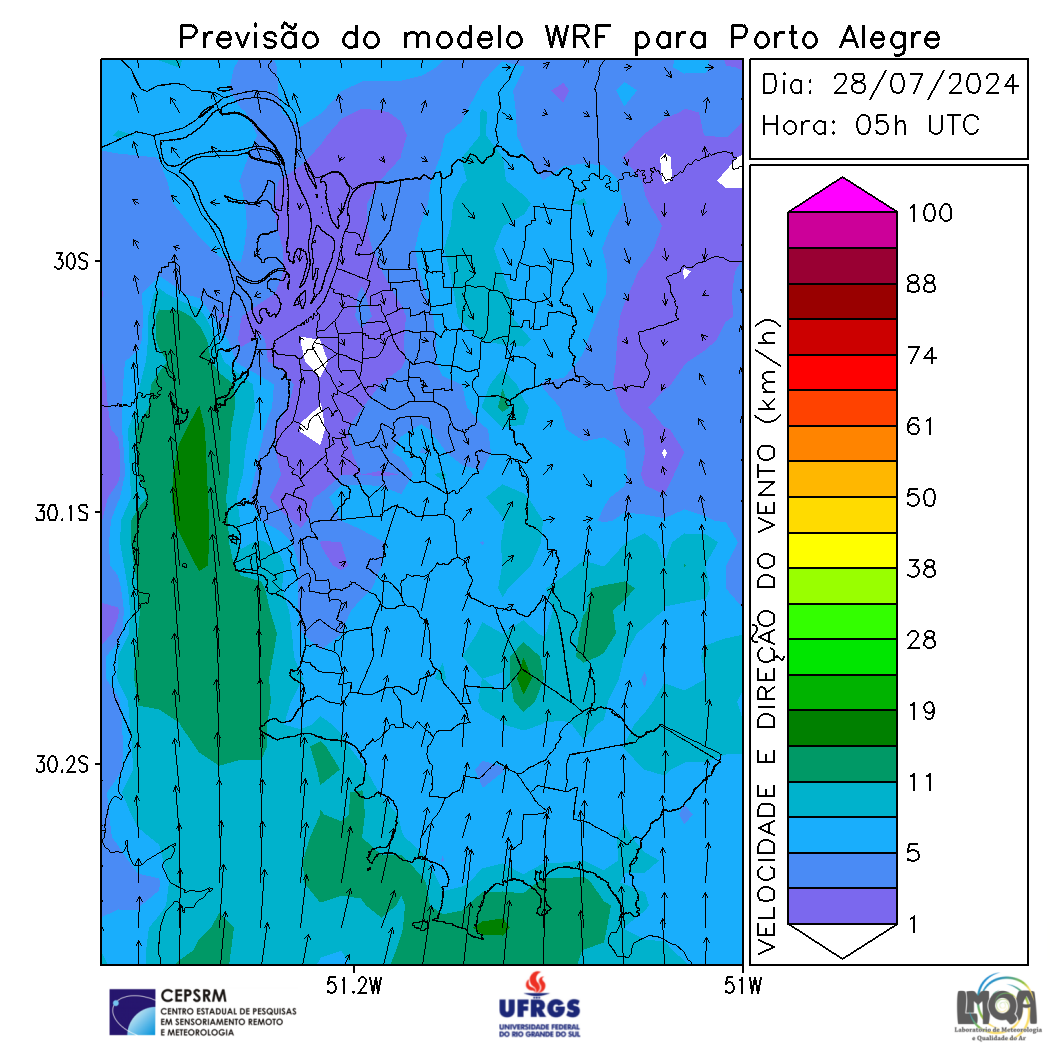 Previsão do modelo WRF para Porto Alegre
Dia: 28/07/2024
Hora: 05h UTC
100
88
74
61
50
38
28
19
11
5
1
VELOCIDADE E DIREÇÃO DO VENTO (km/h)
30S
30.1S
30.2S
51.2W
51W
CEPSRM
CENTRO ESTADUAL DE PESQUISAS
EM SENSORIAMENTO REMOTO
E METEOROLOGIA
UFRGS
UNIVERSIDADE FEDERAL
DO RIO GRANDE DO SUL
LMQA
Laboratório de Meteorologia
e Qualidade do Ar